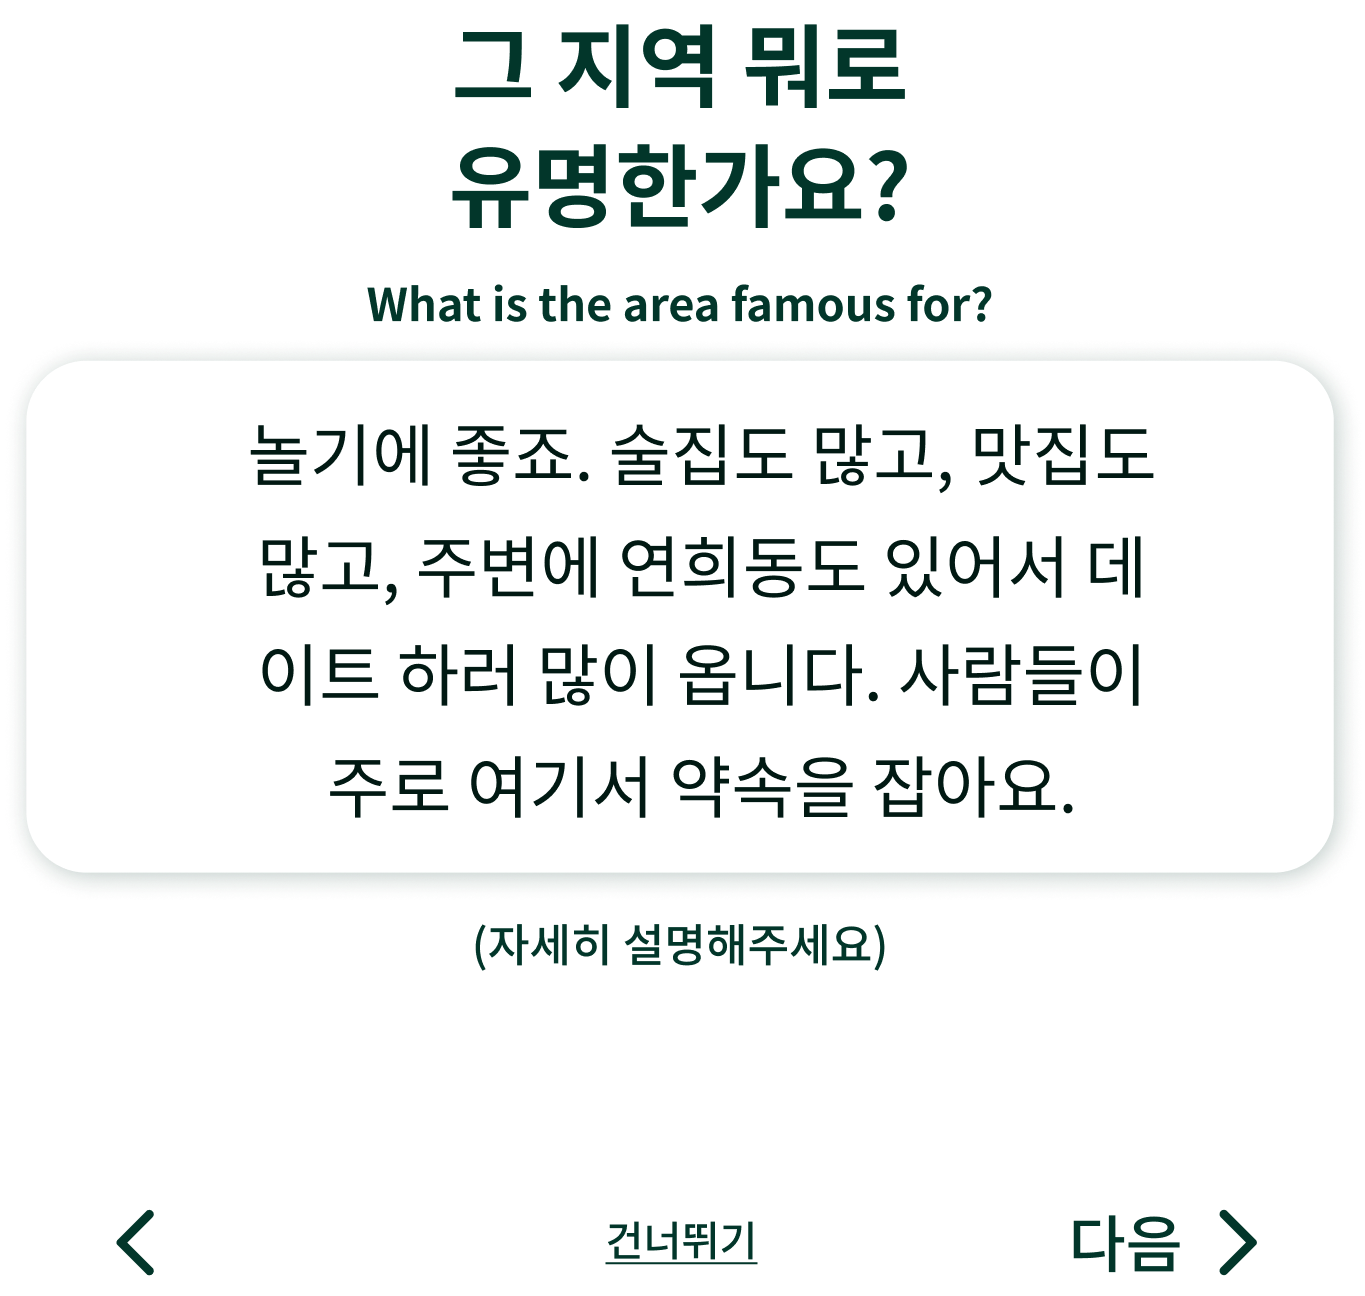 그 지역 뭐로
유명한가요?
What is the area famous for?
놀기에 좋죠. 술집도 많고, 맛집도
많고, 주변에 연희동도 있어서 데
이트 하러 많이 옵니다. 사람들이
주로 여기서 약속을 잡아요.
(자세히 설명해주세요)
건너뛰기
다음